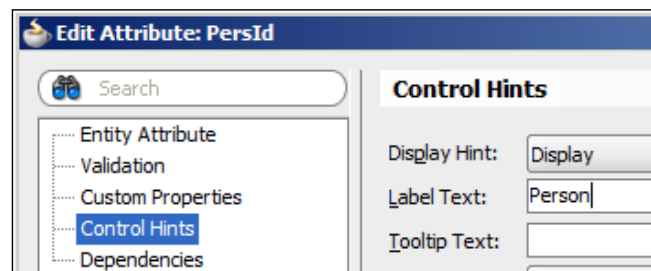 Edit Attribute: PersId
Search
Entity Attribute
Validation
Custom Properties
Control Hints
Dependencies
Control Hints
Display Hint: Display
Label Text: Person
Tooltip Text: